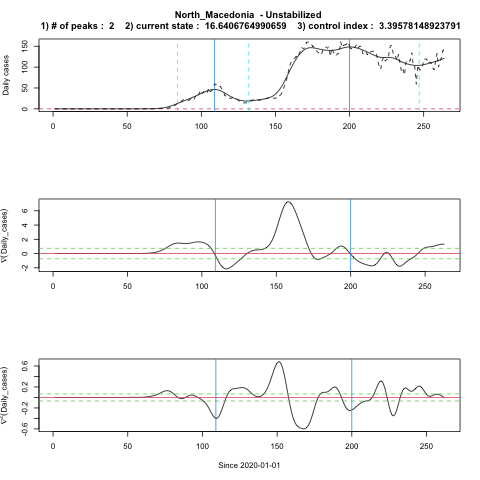 North_Macedonia - Unstabilized
1) # of peaks : 2 2) current state : 16.6406764990659 3) control index : 3.39578148923791
Daily cases
150
100
50
0
0 50 100 150 200 250
∇(Daily_cases)
6
4
2
0
-2
0 50 100 150 200 250
∇²(Daily_cases)
0.6
0.2
-0.2
-0.6
0 50 100 150 200 250
Since 2020-01-01